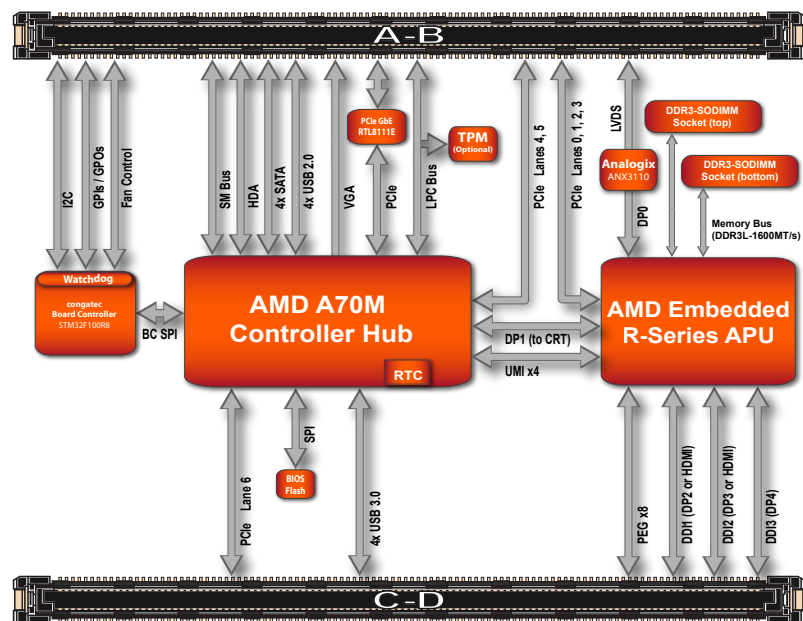 A-B
I2C
GPIs / GPOs
Fan Control
SM Bus
HDA
4x SATA
4x USB 2.0
VGA
PCIe GbE
RTL8111E
PCIe
LPC Bus
TPM
(Optional)
PCIe Lanes 4, 5
PCIe Lanes 0, 1, 2, 3
LVDS
Analogix
ANX3110
DP0
DDR3-SODIMM
Socket (top)
DDR3-SODIMM
Socket (bottom)
Memory Bus
(DDR3L-1600MT/s)
Watchdog
congatec
Board Controller
STM32F100R8
BC SPI
AMD A70M
Controller Hub
RTC
DP1 (to CRT)
UMI x4
AMD Embedded
R-Series APU
PCIe Lane 6
SPI
BIOS
Flash
4x USB 3.0
PEG x8
DDI1 (DP2 or HDMI)
DDI2 (DP3 or HDMI)
DDI3 (DP4)
C-D